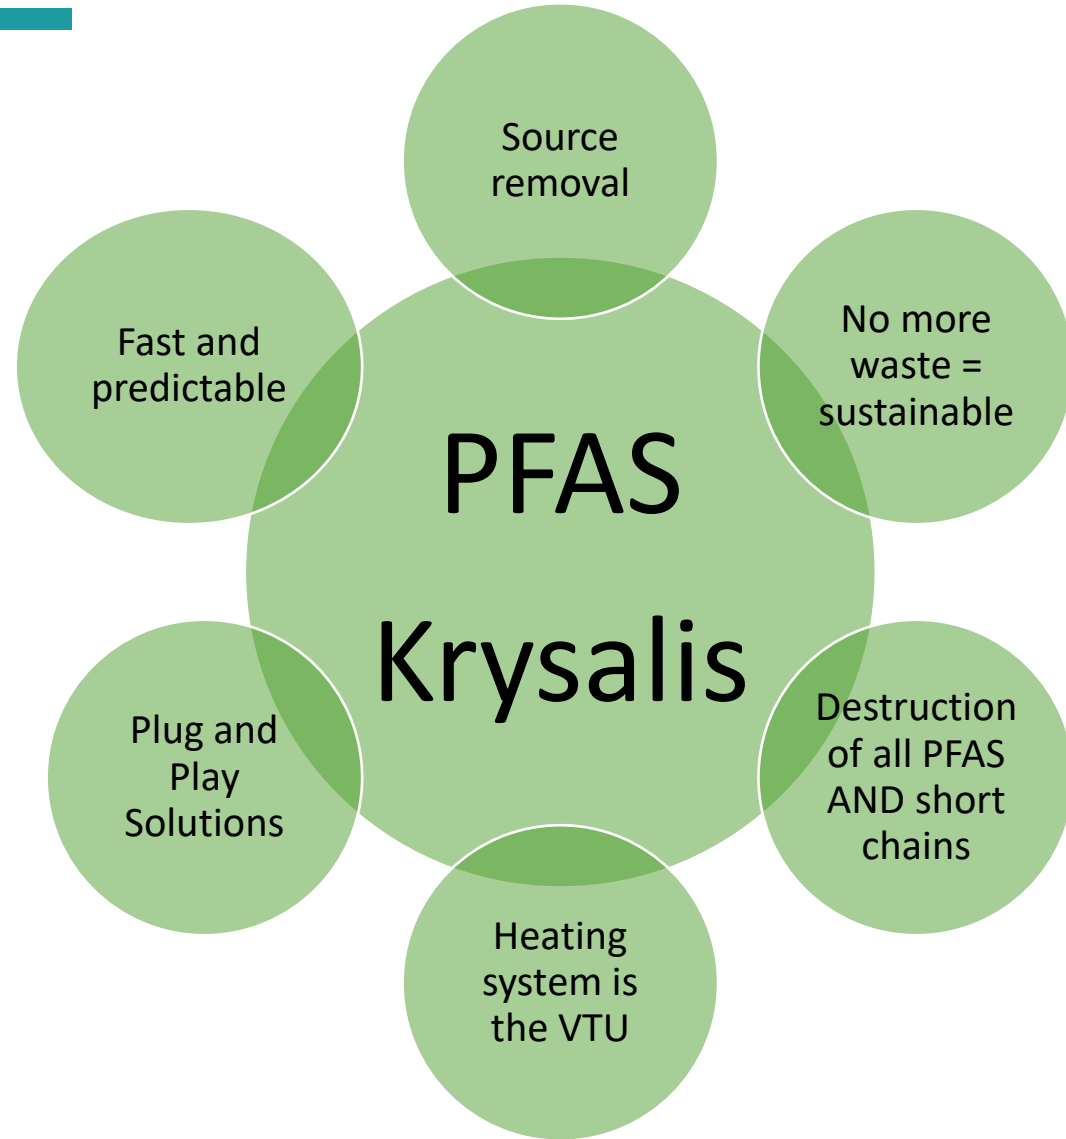 Source
removal
No more
waste =
sustainable
Destruction
of all PFAS
AND short
chains
Heating
system is
the VTU
Plug and
Play
Solutions
Fast and
predictable
PFAS
Krysalis